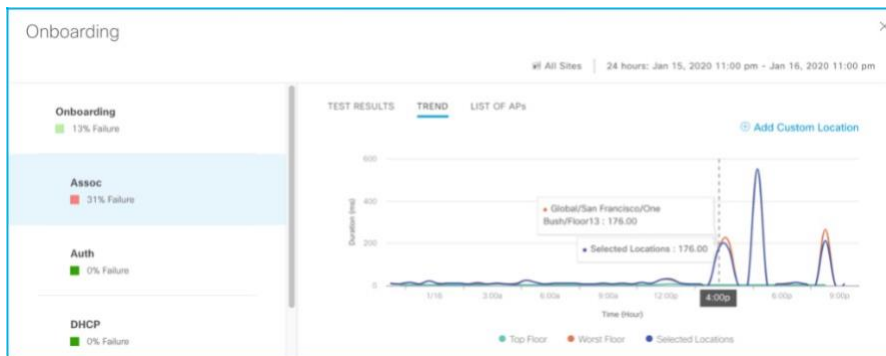 Onboarding
All Sites
24 hours: Jan 15, 2020 11:00 pm - Jan 16, 2020 11:00 pm
Onboarding
13% Failure
Assoc
31% Failure
Auth
0% Failure
DHCP
0% Failure
TEST RESULTS TREND LIST OF APs
Add Custom Location
600
400
200
0
Duration (ms)
Global/San Francisco/One
Bush/Floor13 : 176.00
Selected Locations : 176.00
1/16 3:00a 6:00a 9:00a 12:00p 4:00p 6:00p 9:00p
Time (Hour)
Top Floor Worst Floor Selected Locations